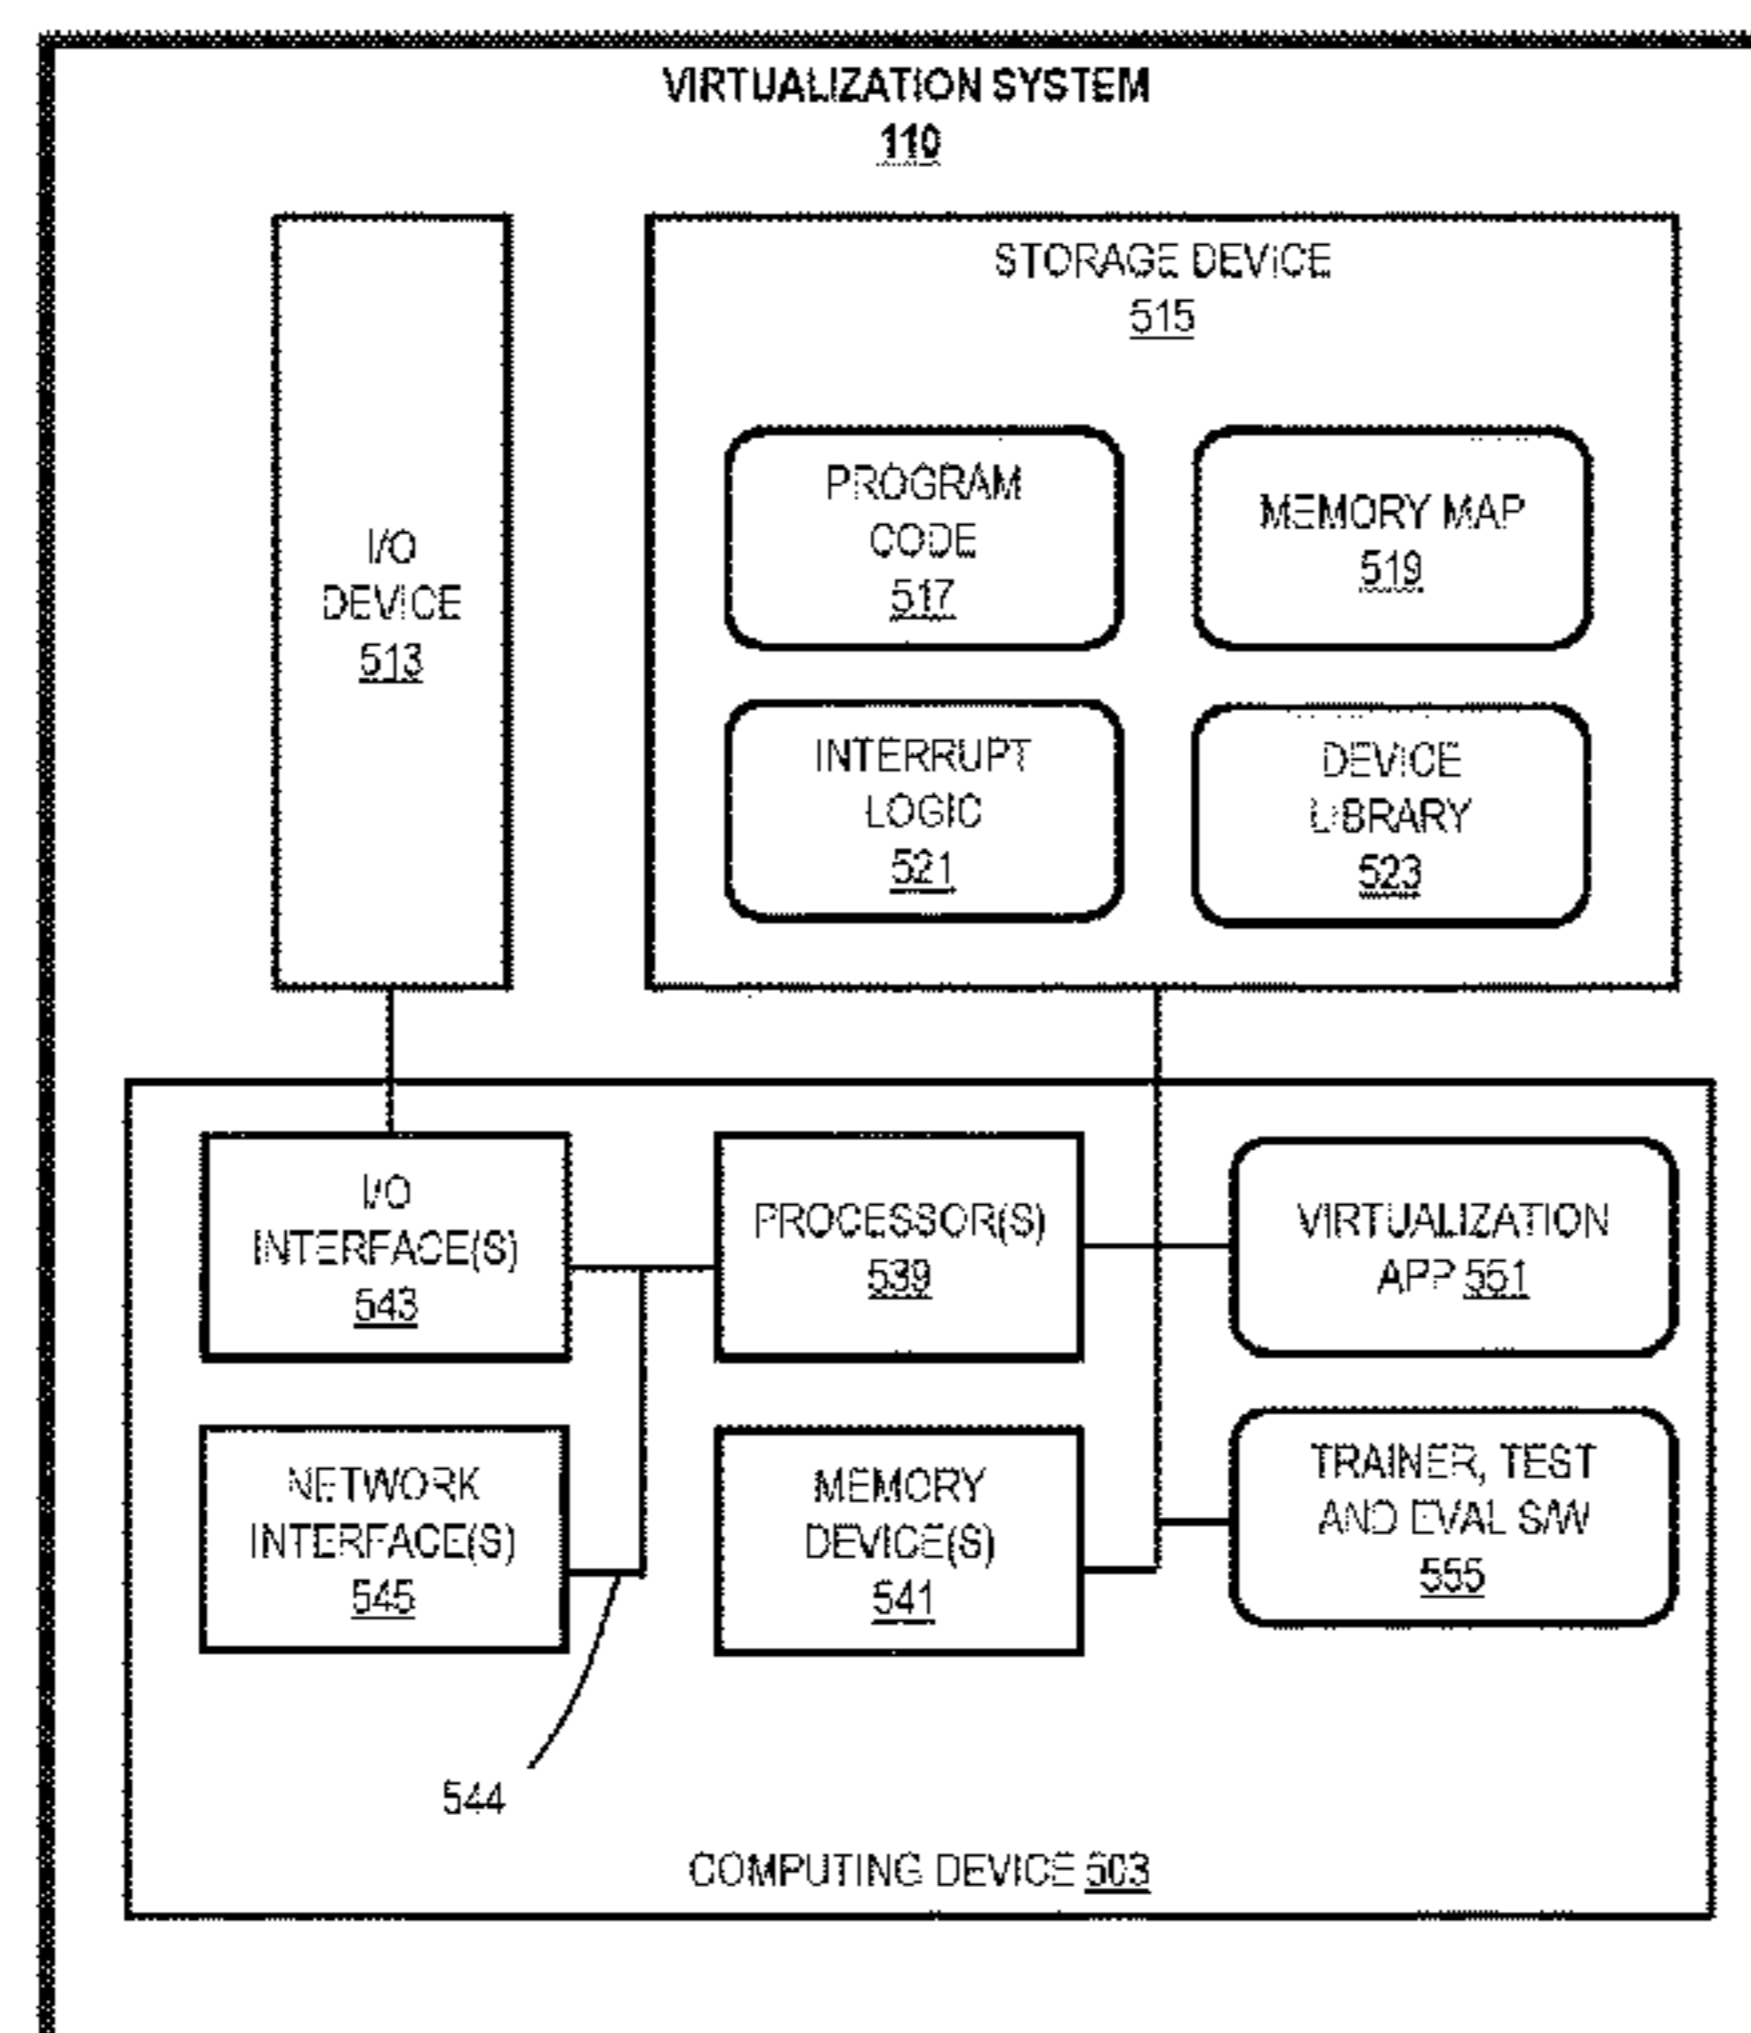 VIRTUALIZATION SYSTEM
110
STORAGE DEVICE
515
PROGRAM
CODE
517
MEMORY MAP
519
I/O
DEVICE
513
INTERRUPT
LOGIC
521
DEVICE
LIBRARY
523
I/O
INTERFACE(S)
543
PROCESSOR(S)
539
VIRTUALIZATION
APP 551
NETWORK
INTERFACE(S)
545
MEMORY
DEVICE(S)
541
TRAINER, TEST
AND EVAL S/W
555
544
COMPUTING DEVICE 503